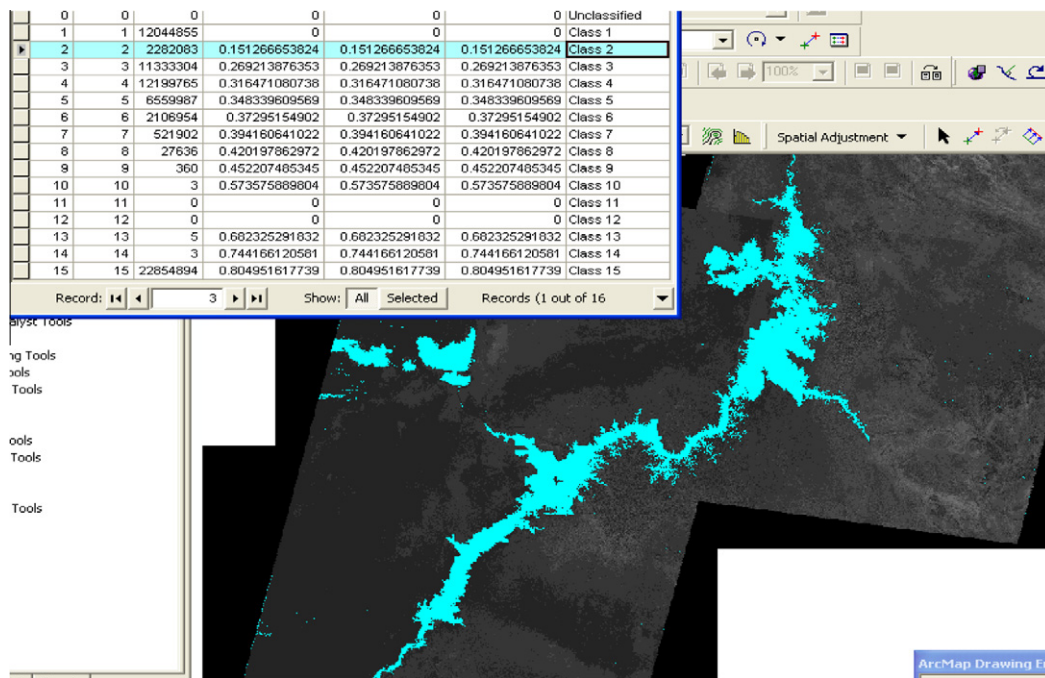 0 0 0 0 0 0 Unclassified
1 1 12044855 0 0 0 Class 1
2 2 2282083 0.151266653824 0.151266653824 0.151266653824 Class 2
3 3 11333304 0.269213876353 0.269213876353 0.269213876353 Class 3
4 4 12199765 0.316471080738 0.316471080738 0.316471080738 Class 4
5 5 6559987 0.348339609569 0.348339609569 0.348339609569 Class 5
6 6 2106954 0.37295154902 0.37295154902 0.37295154902 Class 6
7 7 521902 0.394160641022 0.394160641022 0.394160641022 Class 7
8 8 27636 0.420197862972 0.420197862972 0.420197862972 Class 8
9 9 360 0.452207485345 0.452207485345 0.452207485345 Class 9
10 10 3 0.573575889804 0.573575889804 0.573575889804 Class 10
11 11 0 0 0 0 Class 11
12 12 0 0 0 0 Class 12
13 13 5 0.682325291832 0.682325291832 0.682325291832 Class 13
14 14 3 0.744166120581 0.744166120581 0.744166120581 Class 14
15 15 22854894 0.804951617739 0.804951617739 0.804951617739 Class 15
Record: 3 Show: All Selected Records (1 out of 16
100%
Spatial Adjustment
alyst Tools
ng Tools
ools
Tools
ools
Tools
Tools
ArcMap Drawing Er